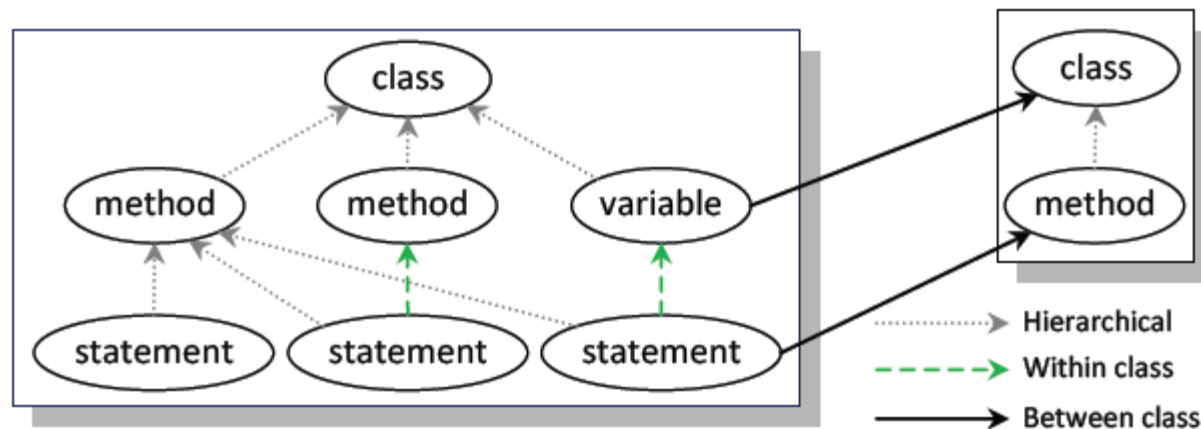 class
class
method
method
variable
method
statement
statement
statement
Hierarchical
Within class
Between class